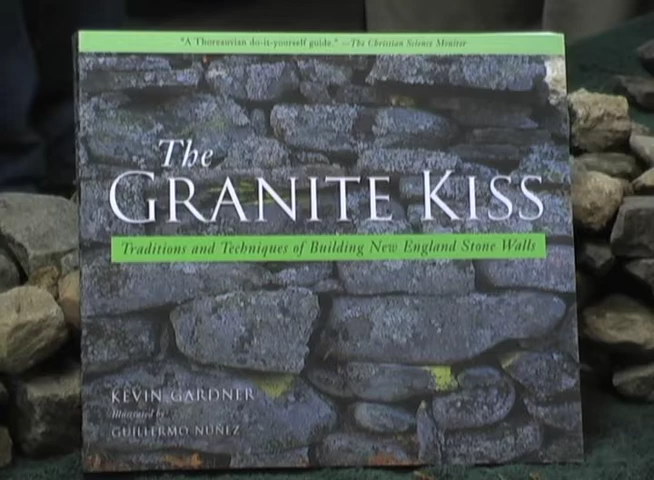 "A Thoreauvian do-it-yourself guide." —The Christian Science Monitor
The
GRANITE KISS
Traditions and Techniques of Building New England Stone Walls
KEVIN GARDNER
Illustrated by
GUILLERMO NUÑEZ